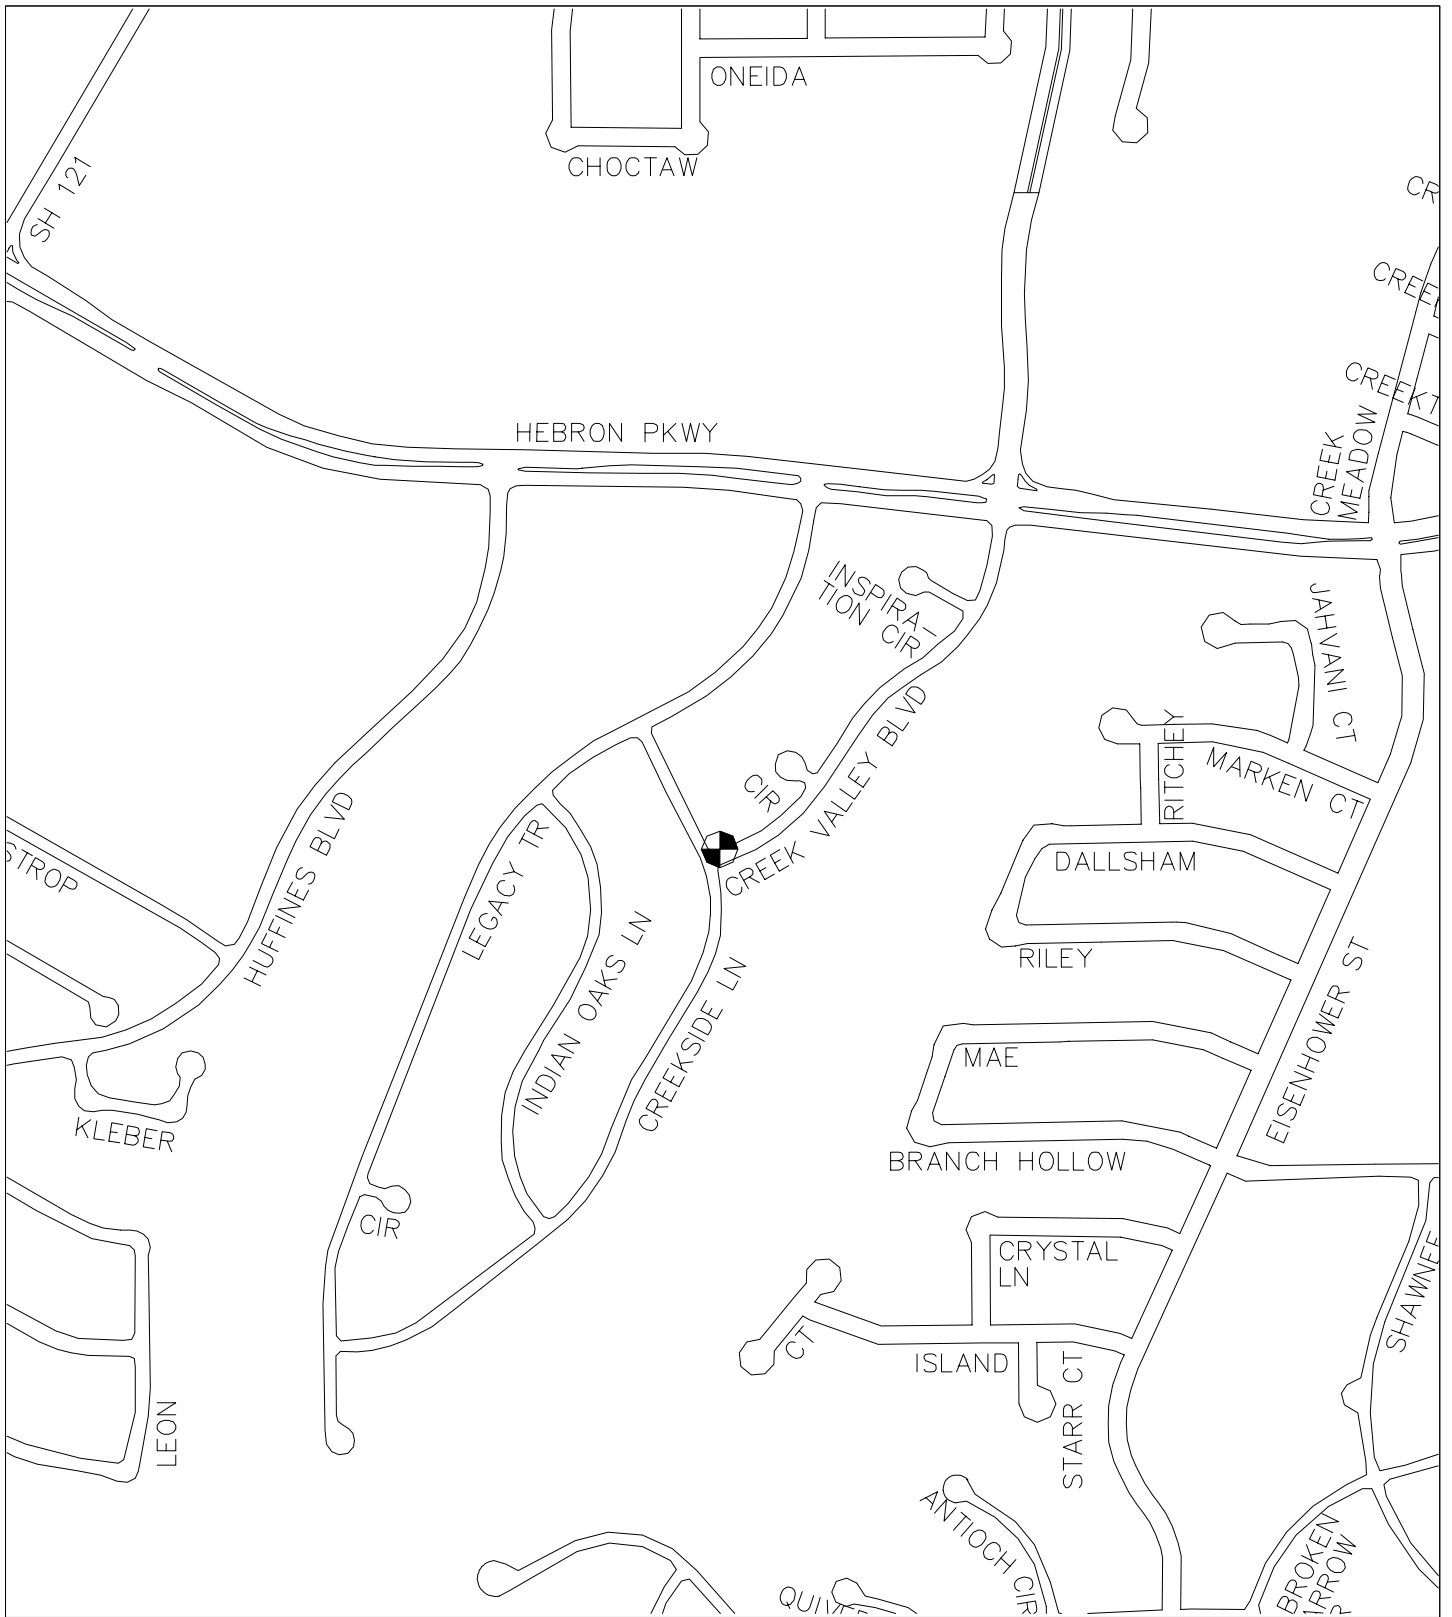 ONEIDA
CHOCTAW
SH 121
HEBRON PKWY
CREEK
MEADOW
INSPIRA-
TION CIR
JAHVANI CT
CREEK VALLEY BLVD
CIR
RITCHEY
MARKEN CT
HUFFINES BLVD
LEGACY TR
DALLSHAM
INDIAN OAKS LN
CREEKSIDE LN
RILEY
EISENHOWER ST
MAE
KLEBER
BRANCH HOLLOW
CIR
CRYSTAL
LN
SHAWNEE
CT
ISLAND
STARR CT
LEON
ANTIOCH CIR
BROKEN